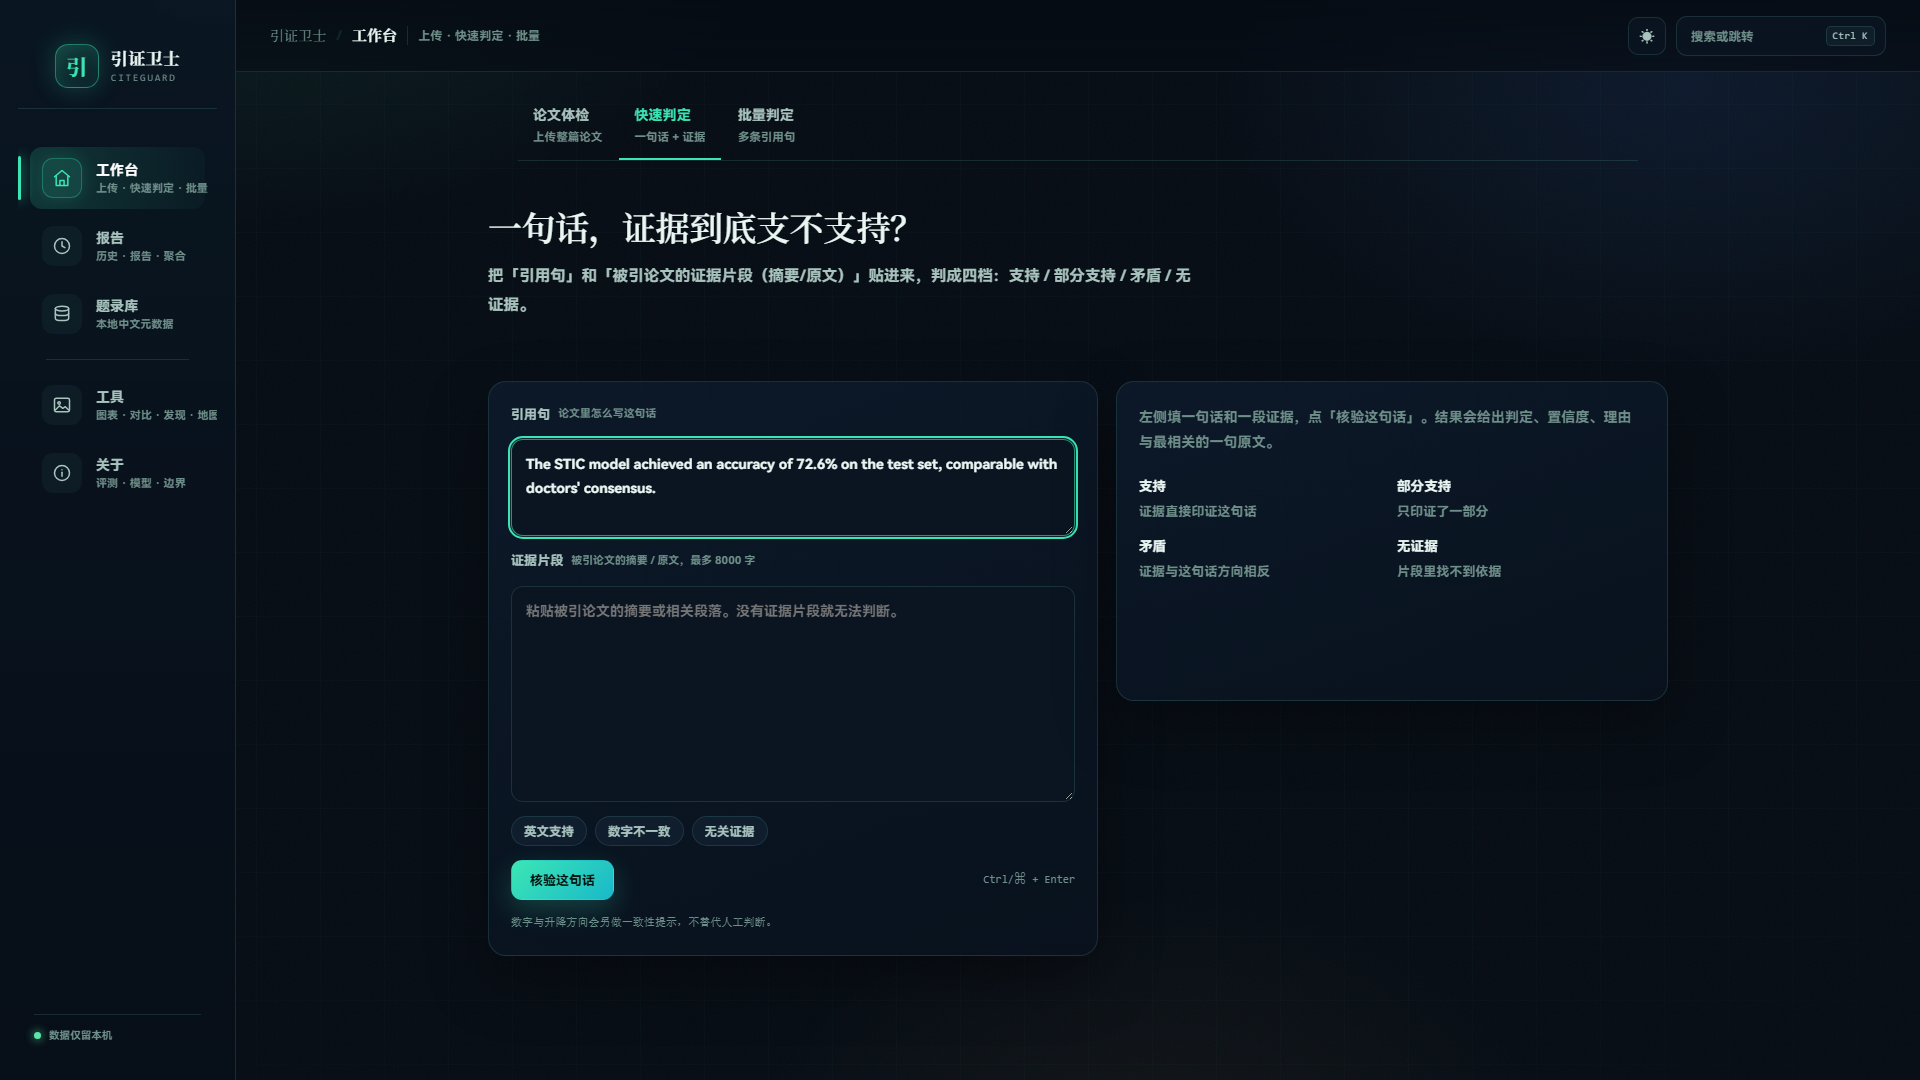 引
引证卫士
CITEGUARD
工作台
上传 · 快速判定 · 批量
报告
历史 · 报告 · 聚合
题录库
本地中文元数据
工具
图表 · 对比 · 发现 · 地图
关于
评测 · 模型 · 边界
数据仅留本机
引证卫士 / 工作台 上传 · 快速判定 · 批量
搜索或跳转 Ctrl K
论文体检
上传整篇论文
快速判定
一句话 + 证据
批量判定
多条引用句
一句话，证据到底支不支持？
把「引用句」和「被引论文的证据片段（摘要/原文）」贴进来，判成四档：支持 / 部分支持 / 矛盾 / 无
证据。
引用句 论文里怎么写这句话
The STIC model achieved an accuracy of 72.6% on the test set, comparable with
doctors' consensus.
证据片段 被引论文的摘要 / 原文，最多 8000 字
粘贴被引论文的摘要或相关段落。没有证据片段就无法判断。
英文支持 数字不一致 无关证据
核验这句话 Ctrl/⌘ + Enter
数字与升降方向会另做一致性提示，不替代人工判断。
左侧填一句话和一段证据，点「核验这句话」。结果会给出判定、置信度、理由
与最相关的一句原文。
支持
证据直接印证这句话
部分支持
只印证了一部分
矛盾
证据与这句话方向相反
无证据
片段里找不到依据